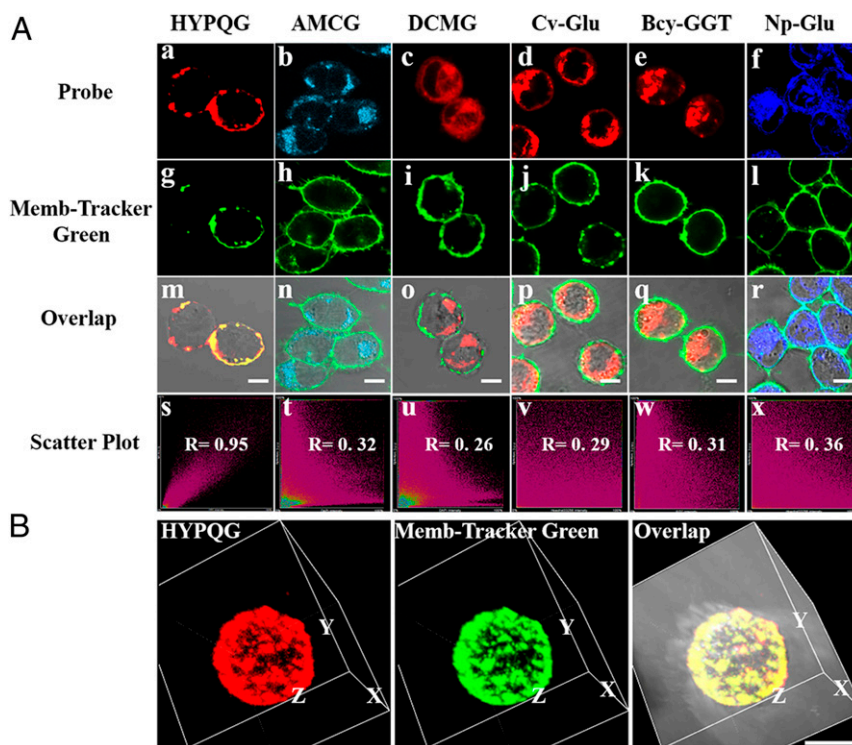 A
HYPQG AMCG DCMG Cv-Glu Bcy-GGT Np-Glu
Probe a b c d e f
Memb-Tracker
Green
g h i j k l
Overlap m n o p q r
Scatter Plot s t u v w x
R= 0.95 R= 0. 32 R= 0. 26 R= 0. 29 R= 0. 31 R= 0. 36
B
HYPQG Memb-Tracker Green Overlap
Y Y
Z X Z X